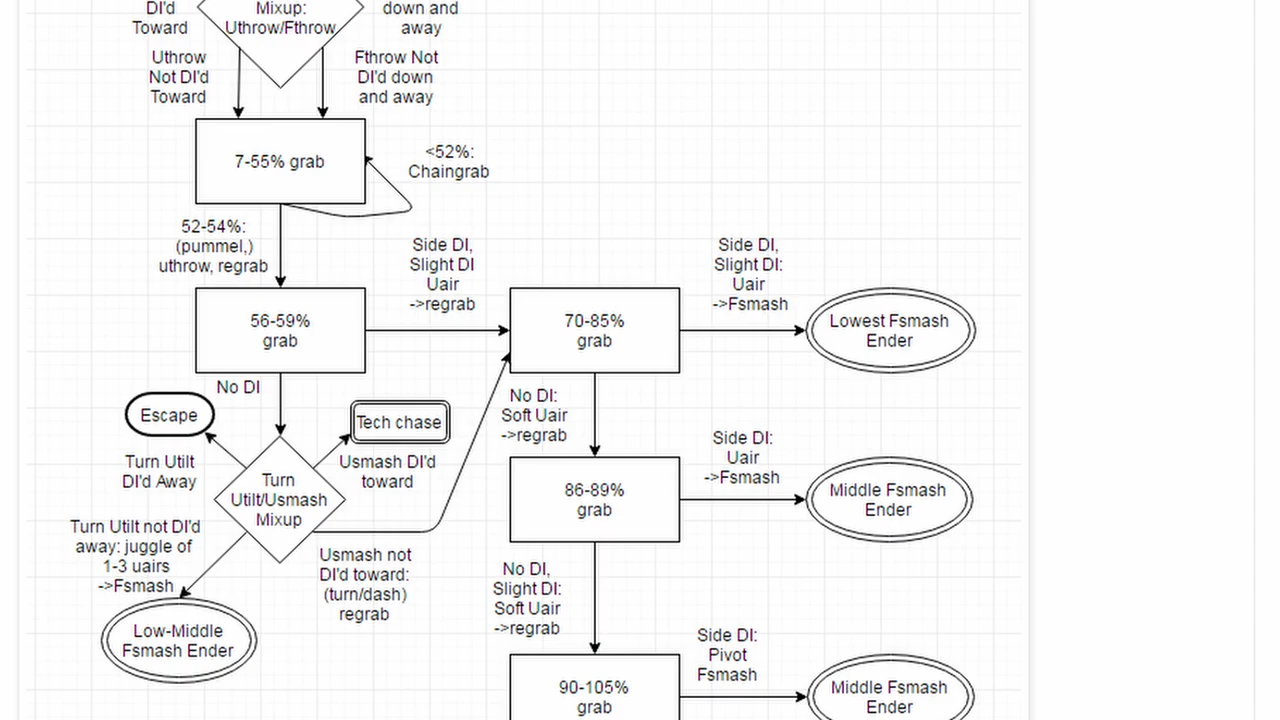 DI'd
Toward
Mixup:
Uthrow/Fthrow
down and
away
Uthrow
Not DI'd
Toward
Fthrow Not
DI'd down
and away
7-55% grab
<52%:
Chaingrab
52-54%:
(pummel,)
uthrow, regrab
Side DI,
Slight DI
Uair
->regrab
Side DI,
Slight DI:
Uair
->Fsmash
56-59%
grab
70-85%
grab
Lowest Fsmash
Ender
No DI
Escape
Tech chase
No DI:
Soft Uair
->regrab
Turn Utilt
DI'd Away
Turn
Utilt/Usmash
Mixup
Usmash DI'd
toward
Side DI:
Uair
->Fsmash
86-89%
grab
Middle Fsmash
Ender
Turn Utilt not DI'd
away: juggle of
1-3 uairs
->Fsmash
Usmash not
DI'd toward:
(turn/dash)
regrab
No DI,
Slight DI:
Soft Uair
->regrab
Low-Middle
Fsmash Ender
Side DI:
Pivot
Fsmash
90-105%
grab
Middle Fsmash
Ender